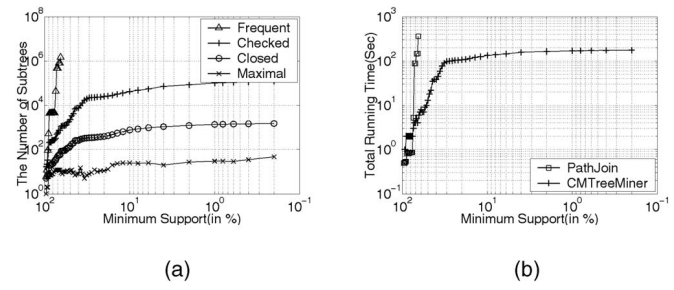 The Number of Subtrees
10^8
10^6
10^4
10^2
10^0
Frequent
Checked
Closed
Maximal
10^2 10^1 10^0 10^-1
Minimum Support(in %)
(a)
Total Running Time(Sec)
10^3
10^2
10^1
10^0
10^-1
PathJoin
CMTreeMiner
10^2 10^1 10^0 10^-1
Minimum Support(in %)
(b)